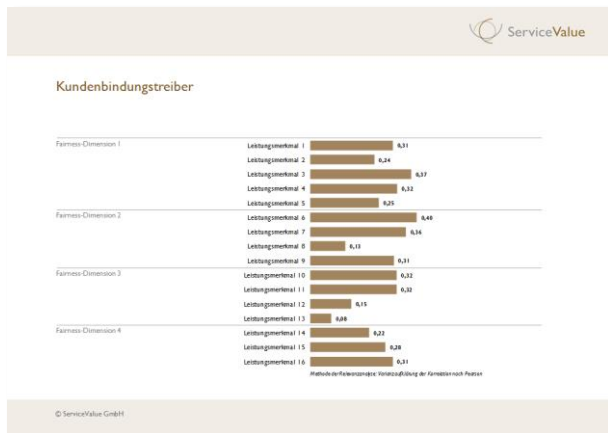 ServiceValue
Kundenbindungstreiber
Fairness-Dimension 1
Leistungsmerkmal 1 0,31
Leistungsmerkmal 2 0,24
Leistungsmerkmal 3 0,37
Leistungsmerkmal 4 0,32
Leistungsmerkmal 5 0,25
Fairness-Dimension 2
Leistungsmerkmal 6 0,40
Leistungsmerkmal 7 0,36
Leistungsmerkmal 8 0,13
Leistungsmerkmal 9 0,31
Fairness-Dimension 3
Leistungsmerkmal 10 0,32
Leistungsmerkmal 11 0,32
Leistungsmerkmal 12 0,15
Leistungsmerkmal 13 0,08
Fairness-Dimension 4
Leistungsmerkmal 14 0,22
Leistungsmerkmal 15 0,28
Leistungsmerkmal 16 0,31
Methode der Relevanzanalyse: Varianzaufklärung der Korrelation nach Pearson
© ServiceValue GmbH